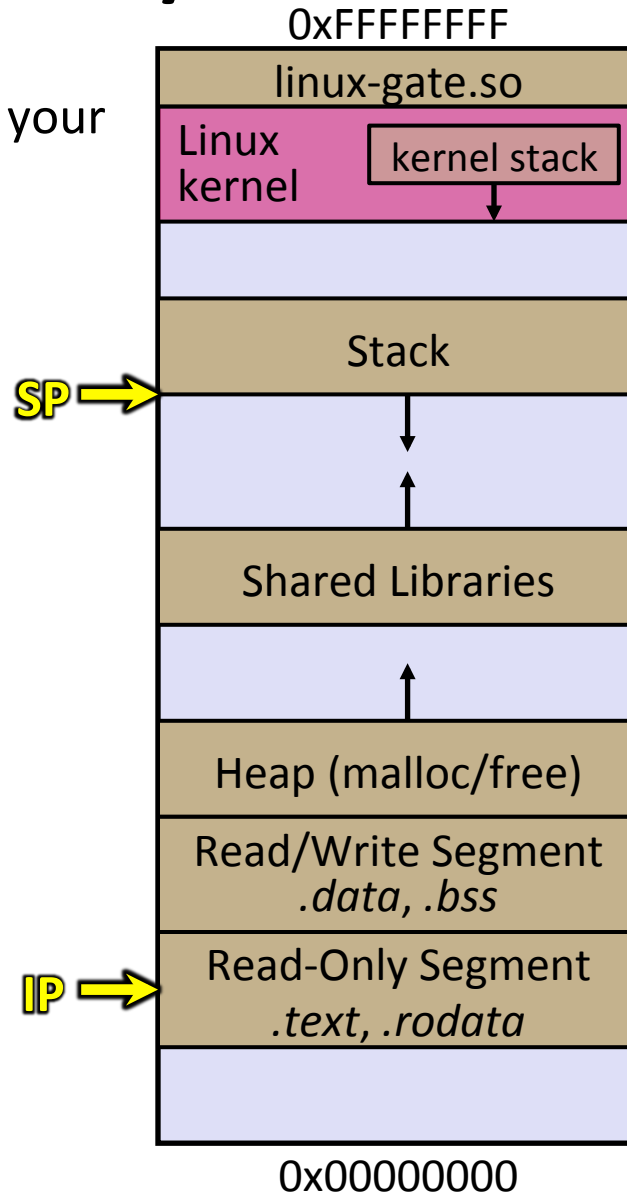 0xFFFFFFFF
linux-gate.so
your
Linux
kernel
kernel stack
Stack
SP
Shared Libraries
Heap (malloc/free)
Read/Write Segment
.data, .bss
Read-Only Segment
IP
.text, .rodata
0x00000000